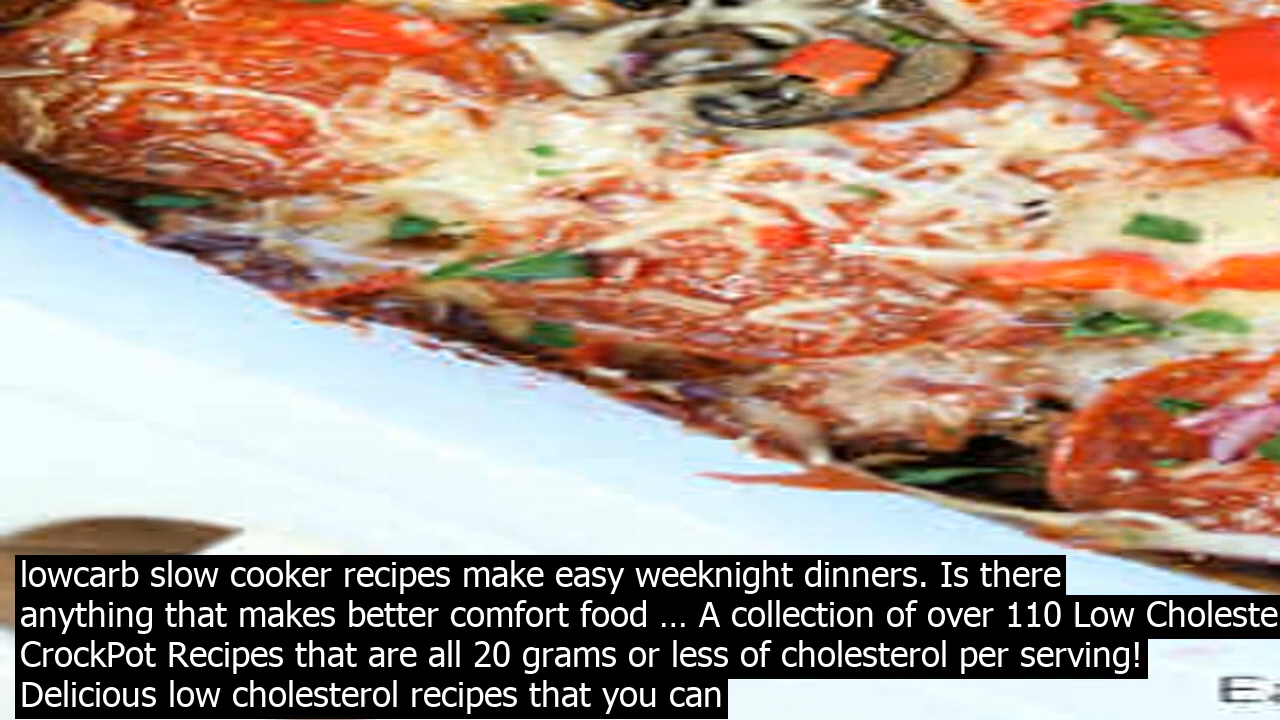 lowcarb slow cooker recipes make easy weeknight dinners. Is there
anything that makes better comfort food ... A collection of over 110 Low Choleste
CrockPot Recipes that are all 20 grams or less of cholesterol per serving!
Delicious low cholesterol recipes that you can